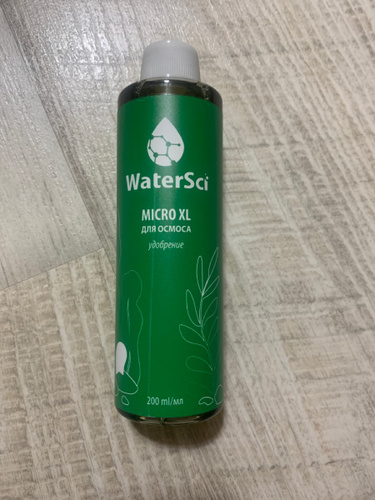 WaterSci
MICRO XL
ДЛЯ ОСМОСА
удобрение
200 ml/мл